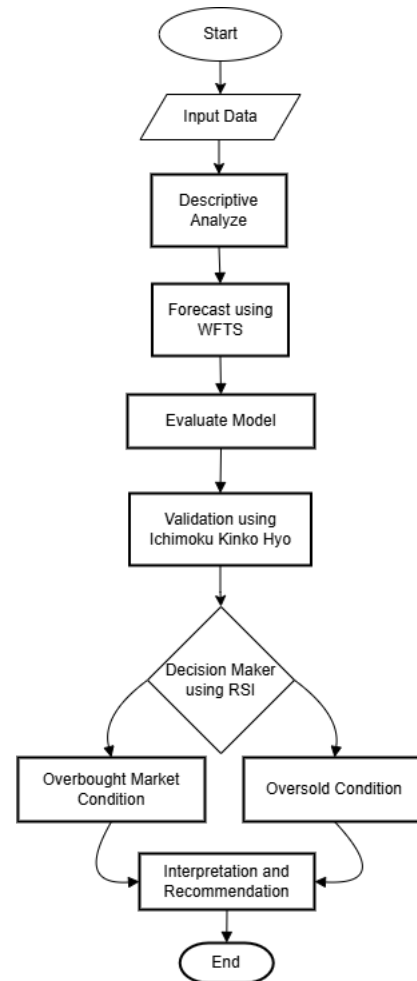 Start
Input Data
Descriptive
Analyze
Forecast using
WFTS
Evaluate Model
Validation using
Ichimoku Kinko Hyo
Decision Maker
using RSI
Overbought Market
Condition
Oversold Condition
Interpretation and
Recommendation
End